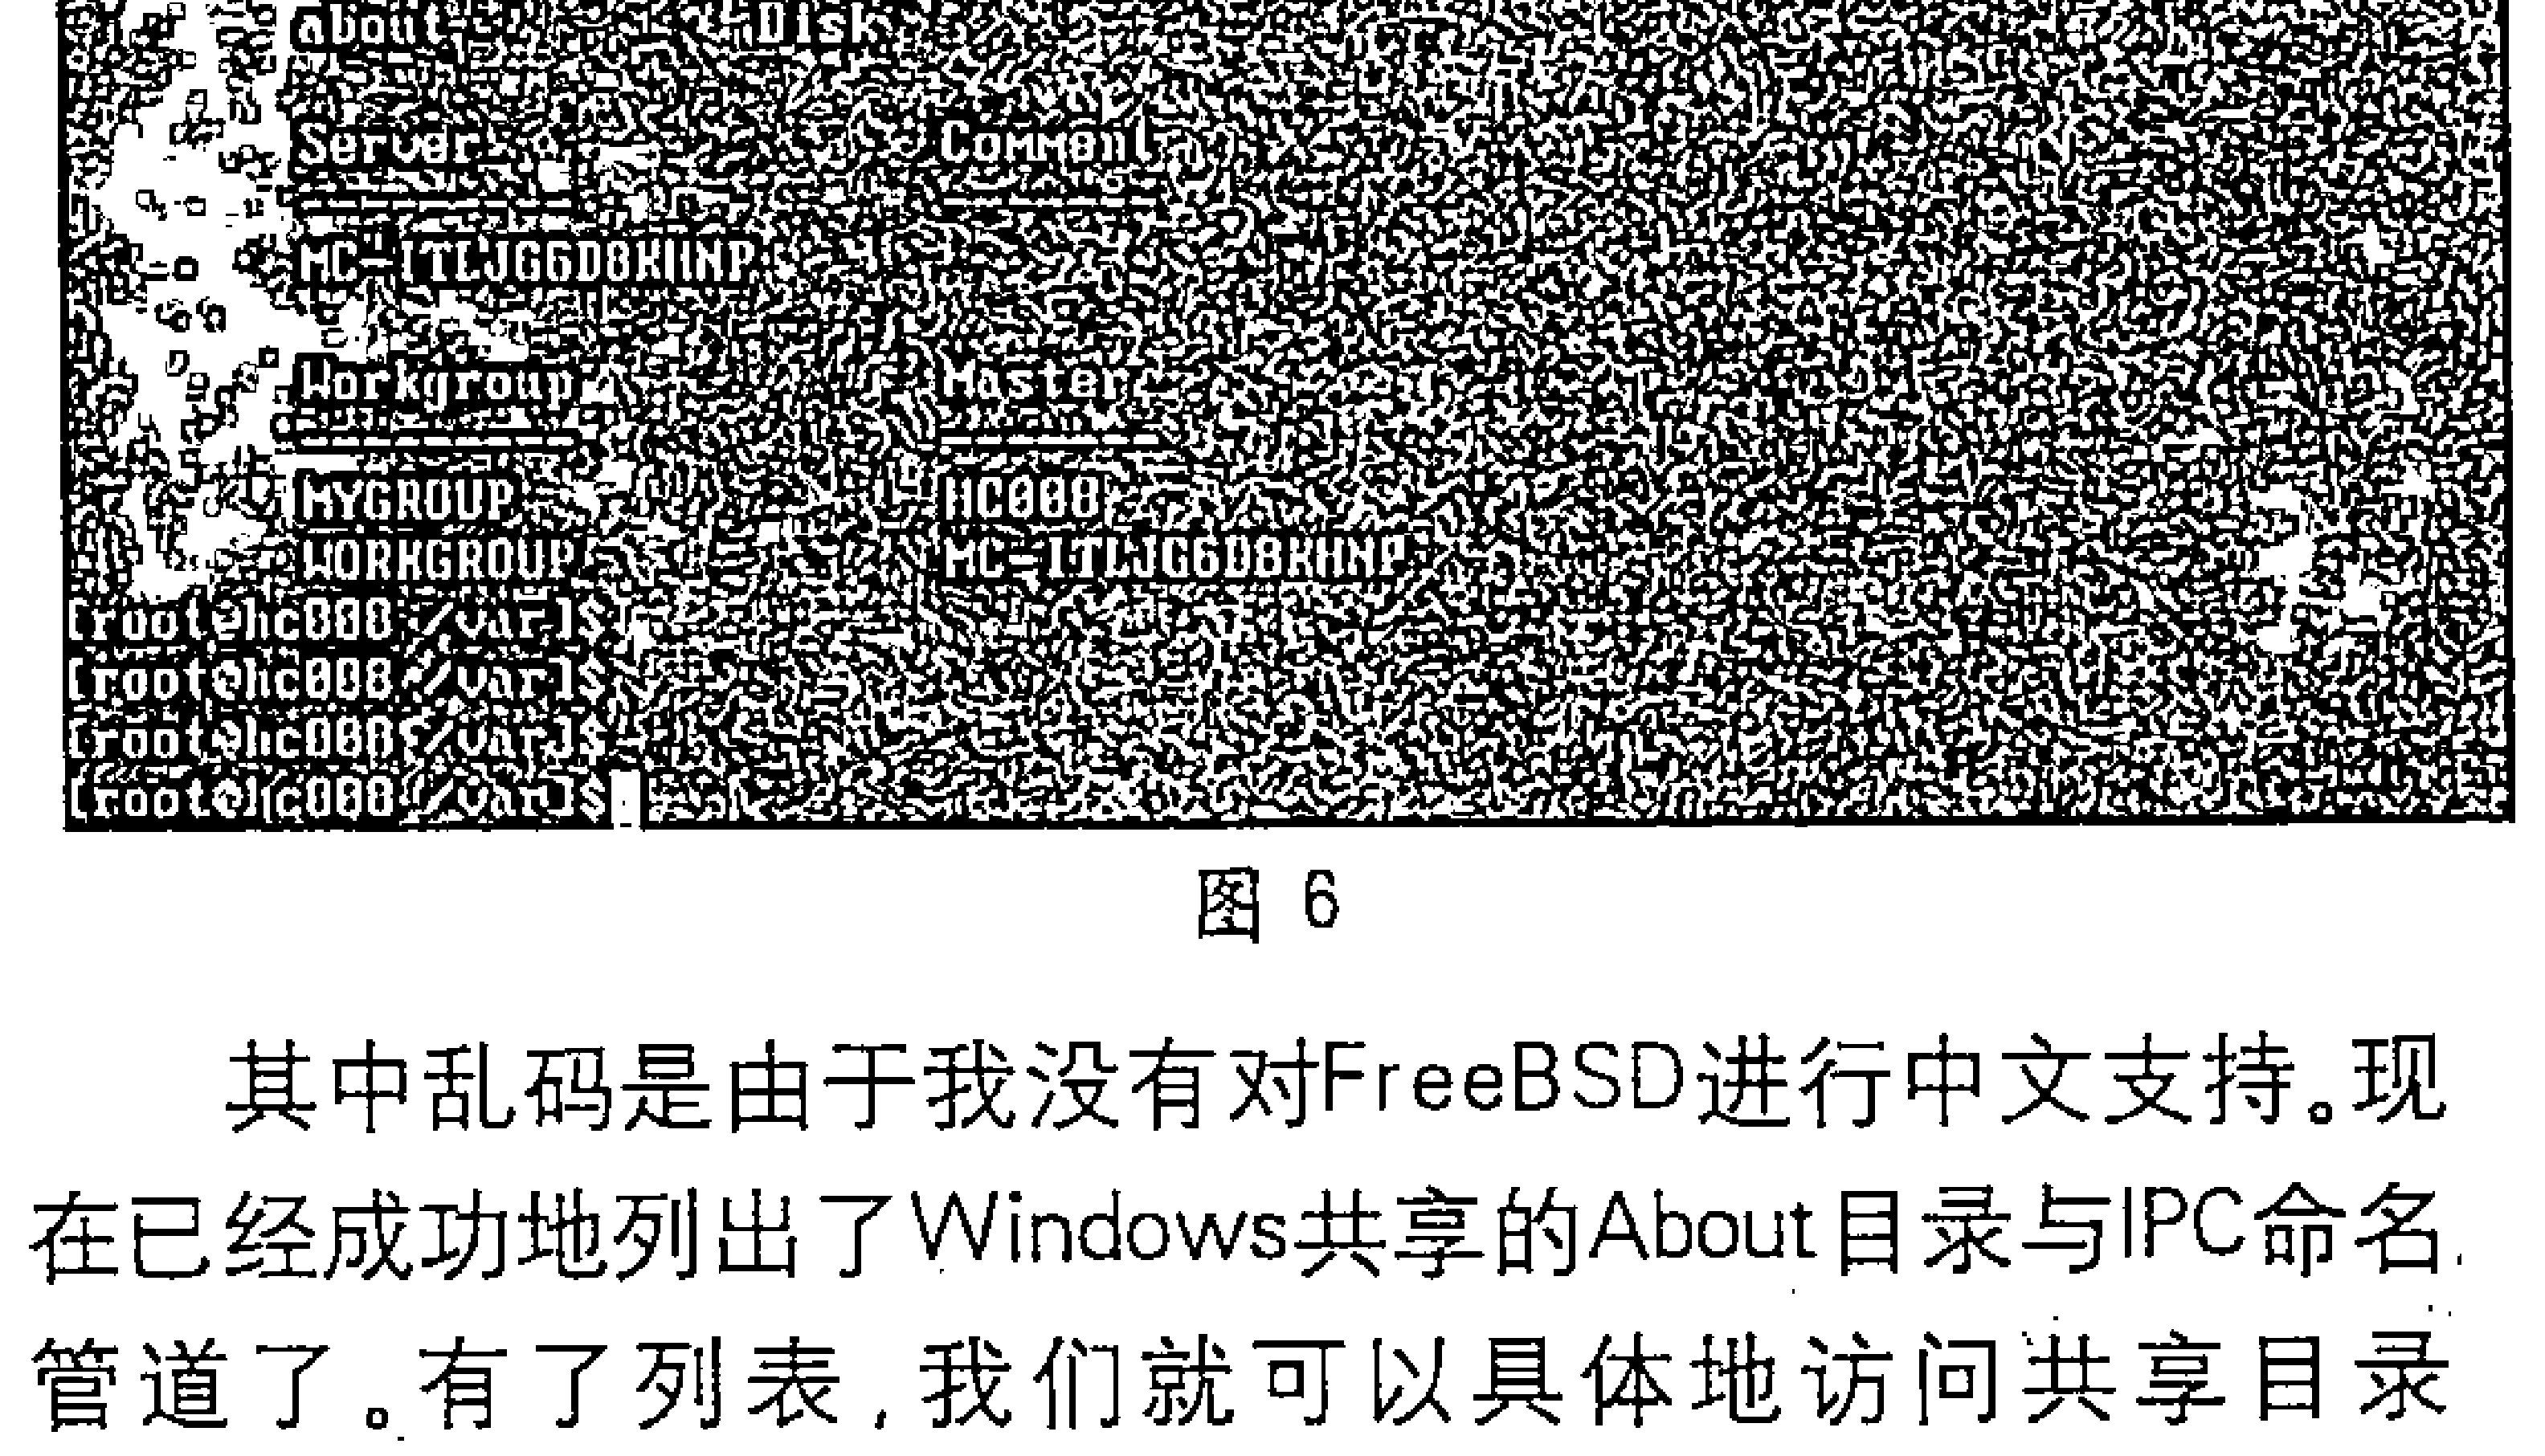 about Disk
Server Comment
MC-ITLJG6D8KHNP
Workgroup Master
MYGROUP HC008
WORKGROUP MC-ITLJG6D8KHNP
[root@hc008 /var]$
[root@hc008 /var]$
[root@hc008 /var]$
[root@hc008 /var]$
图 6
其中乱码是由于我没有对FreeBSD进行中文支持。现
在已经成功地列出了Windows共享的About目录与IPC命名
管道了。有了列表,我们就可以具体地访问共享目录